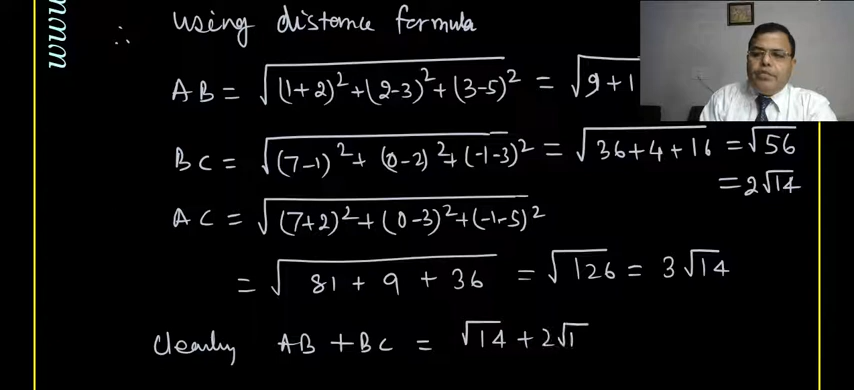 www
∴ Using distance formula
AB = √(1+2)²+(2-3)²+(3-5)² = √9+1
BC = √(7-1)²+(0-2)²+(-1-3)² = √36+4+16 = √56
= 2√14
AC = √(7+2)²+(0-3)²+(-1-5)²
= √81+9+36 = √126 = 3√14
Clearly AB+BC = √14+2√1